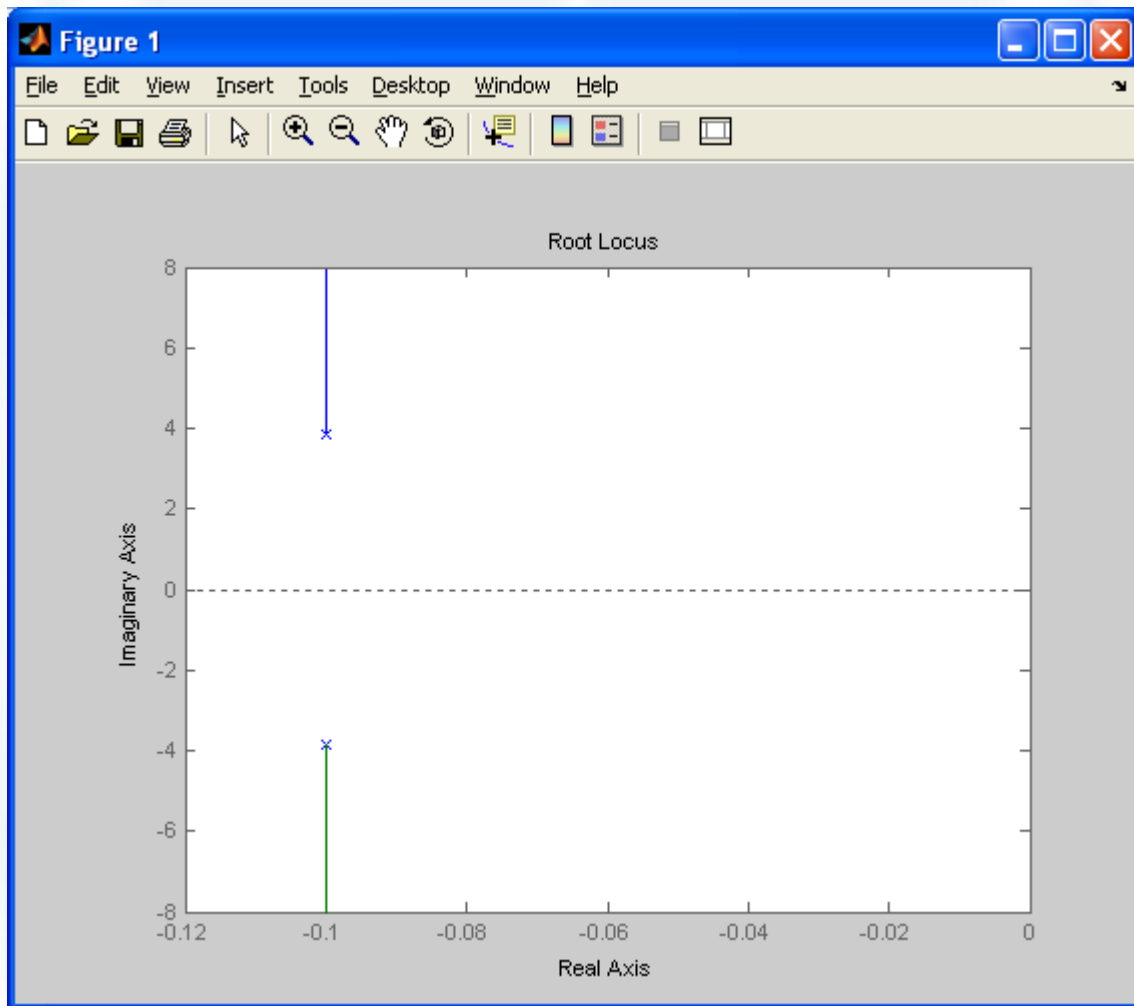 Figure 1
File Edit View Insert Tools Desktop Window Help
Root Locus
8
6
4
2
0
-2
-4
-6
-8
Imaginary Axis
-0.12 -0.1 -0.08 -0.06 -0.04 -0.02 0
Real Axis